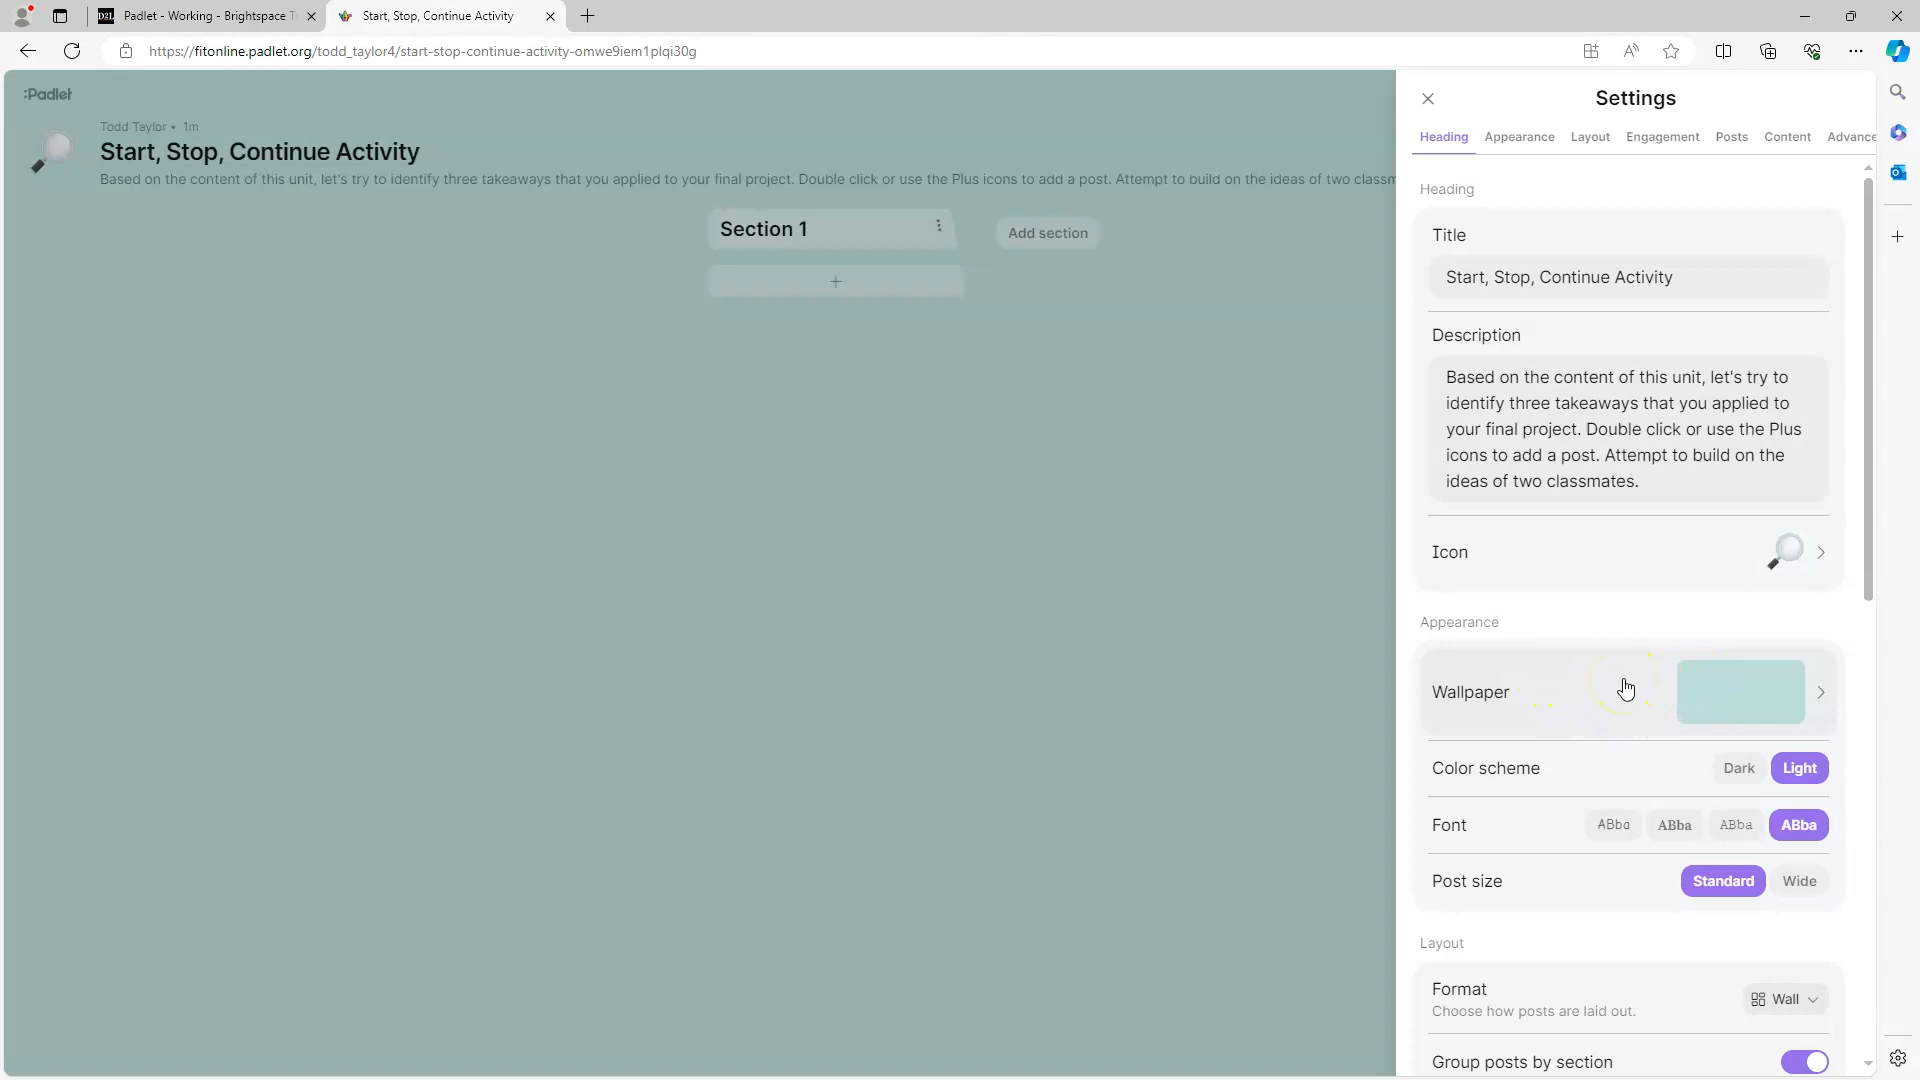 D2L Padlet - Working - Brightspace T
Start, Stop, Continue Activity
https://fitonline.padlet.org/todd_taylor4/start-stop-continue-activity-omwe9iem1plqi30g
:Padlet
Todd Taylor • 1m
Start, Stop, Continue Activity
Based on the content of this unit, let's try to identify three takeaways that you applied to your final project. Double click or use the Plus icons to add a post. Attempt to build on the ideas of two classm
Section 1
Add section
Settings
Heading Appearance Layout Engagement Posts Content Advance
Heading
Title
Start, Stop, Continue Activity
Description
Based on the content of this unit, let's try to
identify three takeaways that you applied to
your final project. Double click or use the Plus
icons to add a post. Attempt to build on the
ideas of two classmates.
Icon
Appearance
Wallpaper
Color scheme Dark Light
Font ABba ABba ABba ABba
Post size Standard Wide
Layout
Format Wall
Choose how posts are laid out.
Group posts by section